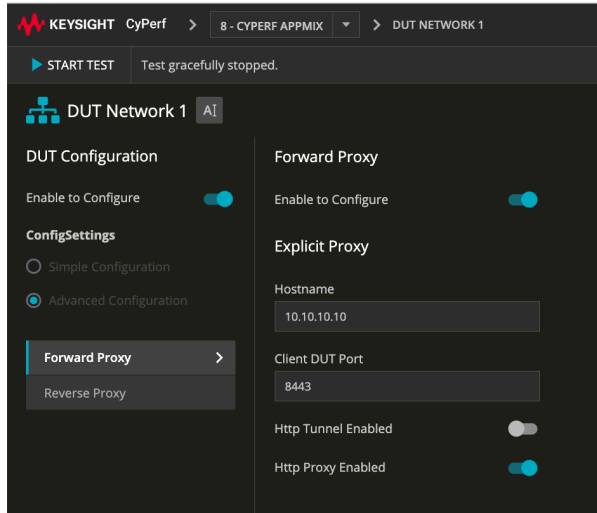 KEYSIGHT CyPerf > 8 - CYPERF APPMIX > DUT NETWORK 1
START TEST Test gracefully stopped.
DUT Network 1
DUT Configuration
Enable to Configure
ConfigSettings
Simple Configuration
Advanced Configuration
Forward Proxy >
Reverse Proxy
Forward Proxy
Enable to Configure
Explicit Proxy
Hostname
10.10.10.10
Client DUT Port
8443
Http Tunnel Enabled
Http Proxy Enabled